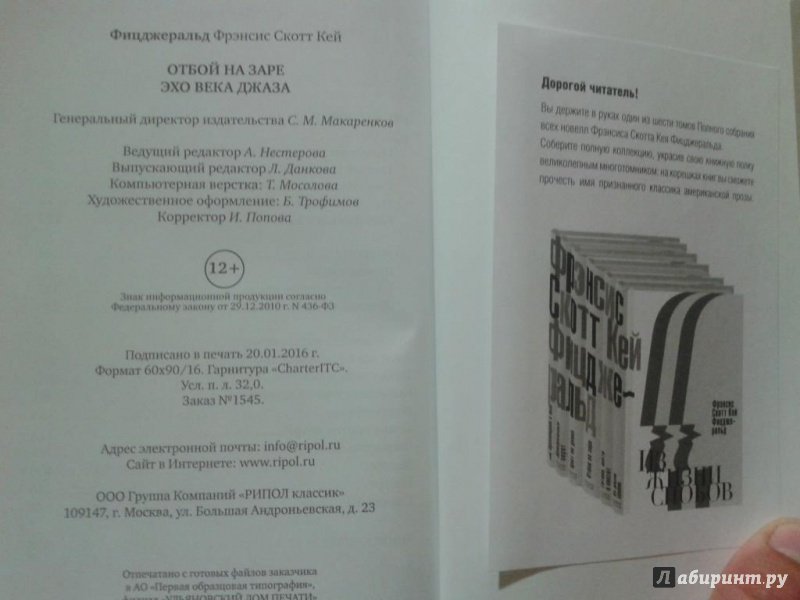 Фицджеральд Фрэнсис Скотт Кей
ОТБОЙ НА ЗАРЕ
ЭХО ВЕКА ДЖАЗА
Генеральный директор издательства С. М. Макаренков
Ведущий редактор А. Нестерова
Выпускающий редактор Л. Данкова
Компьютерная верстка: Т. Мосолова
Художественное оформление: Б. Трофимов
Корректор И. Попова
12+
Знак информационной продукции согласно
Федеральному закону от 29.12.2010 г. N 436-ФЗ
Подписано в печать 20.01.2016 г.
Формат 60х90/16. Гарнитура «CharterITC».
Усл. п. л. 32,0.
Заказ №1545.
Адрес электронной почты: info@ripol.ru
Сайт в Интернете: www.ripol.ru
ООО Группа Компаний «РИПОЛ классик»
109147, г. Москва, ул. Большая Андроньевская, д. 23
Отпечатано с готовых файлов заказчика
в АО «Первая образцовая типография»,
«УЛЬЯНОВСКИЙ ДОМ ПЕЧАТИ»
Дорогой читатель!
Вы держите в руках один из шести томов Полного собрания
всех новелл Фрэнсиса Скотта Кея Фицджеральда.
Соберите полную коллекцию, украсив свою книжную полку
великолепным многотомником: на корешках книг вы сможете
прочесть имя признанного классика американской прозы.
Фрэнсис
Скотт Кей
Фицдже-
ральд
Фрэнсис
Скотт Кей
Фицдже-
ральд
ИЗ
ЖИЗНИ
СНОБОВ
Лабиринт.ру